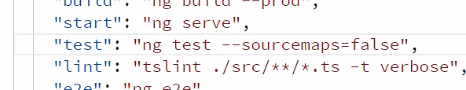 "build": "ng build --prod",
"start": "ng serve",
"test": "ng test --sourcemaps=false",
"lint": "tslint ./src/**/*.ts -t verbose",
"e2e": "ng e2e"